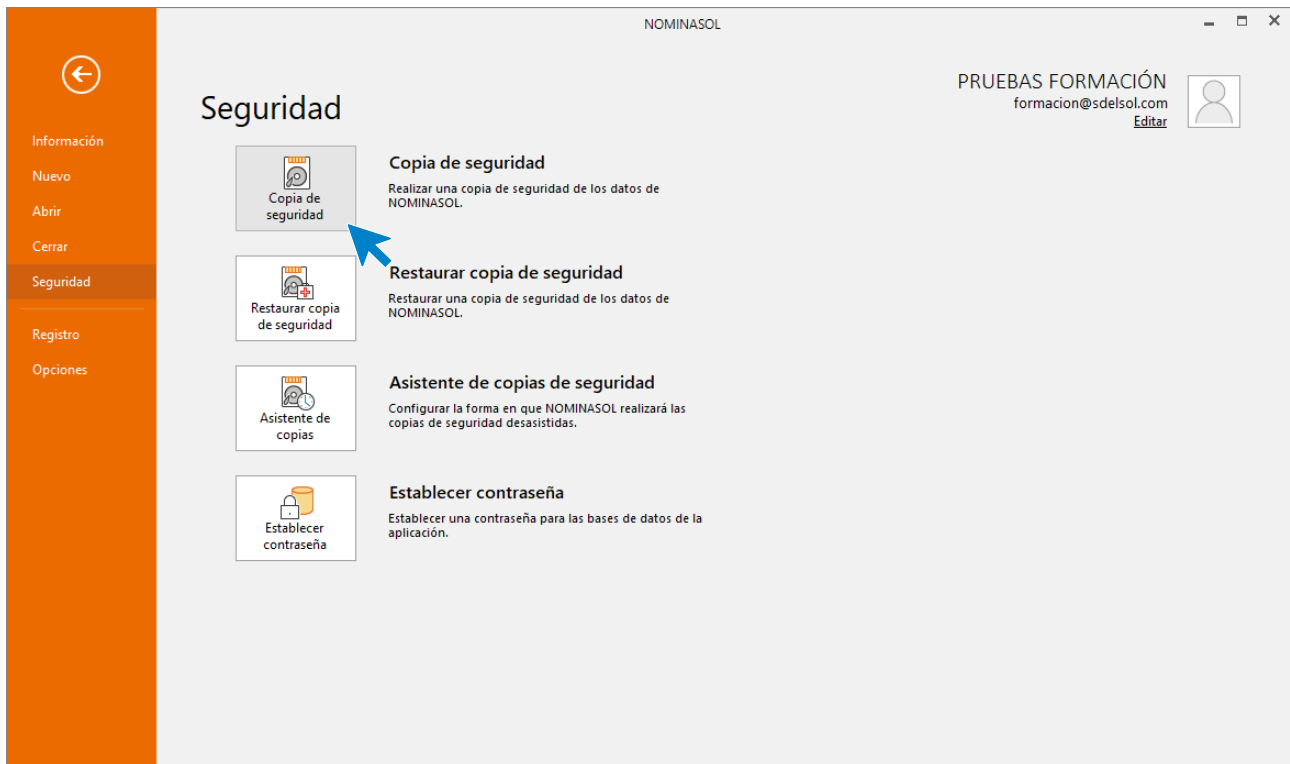 NOMINASOL
PRUEBAS FORMACIÓN
formacion@sdelsol.com
Editar
Información
Nuevo
Abrir
Cerrar
Seguridad
Registro
Opciones
Seguridad
Copia de
seguridad
Copia de seguridad
Realizar una copia de seguridad de los datos de
NOMINASOL.
Restaurar copia
de seguridad
Restaurar copia de seguridad
Restaurar una copia de seguridad de los datos de
NOMINASOL.
Asistente de
copias
Asistente de copias de seguridad
Configurar la forma en que NOMINASOL realizará las
copias de seguridad desasistidas.
Establecer
contraseña
Establecer contraseña
Establecer una contraseña para las bases de datos de la
aplicación.